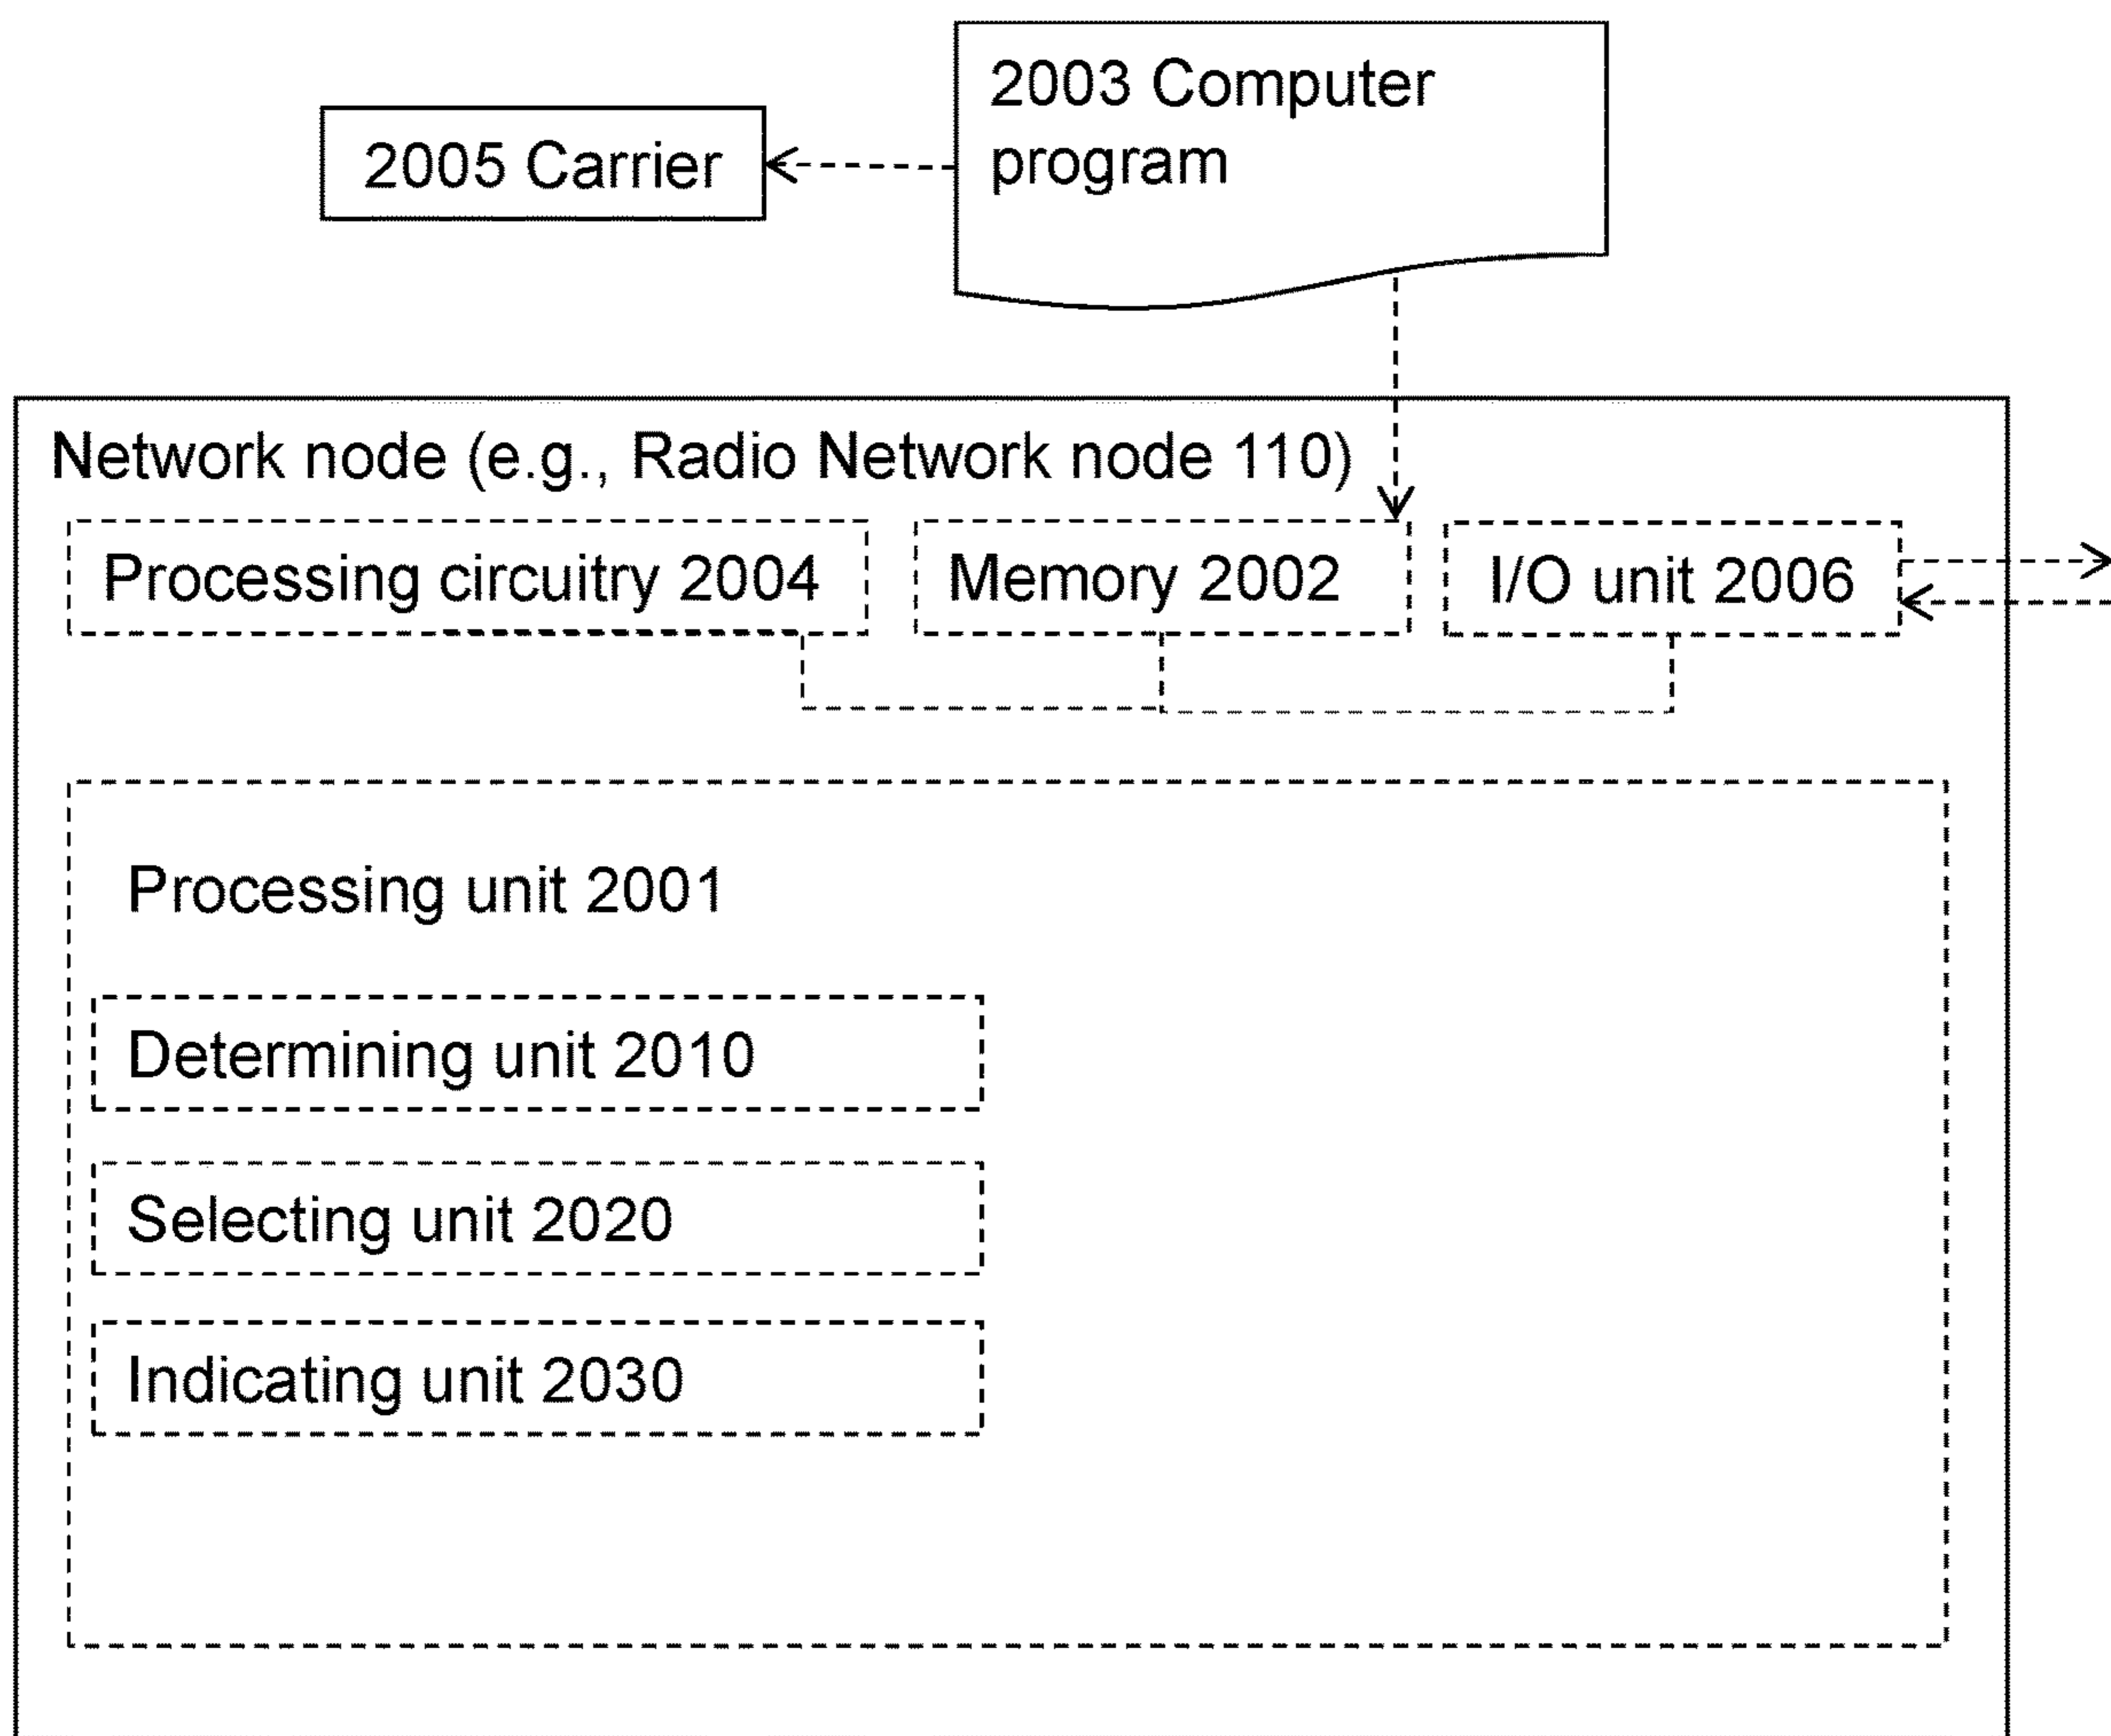 2003 Computer
program
2005 Carrier
Network node (e.g., Radio Network node 110)
Processing circuitry 2004
Memory 2002
I/O unit 2006
Processing unit 2001
Determining unit 2010
Selecting unit 2020
Indicating unit 2030